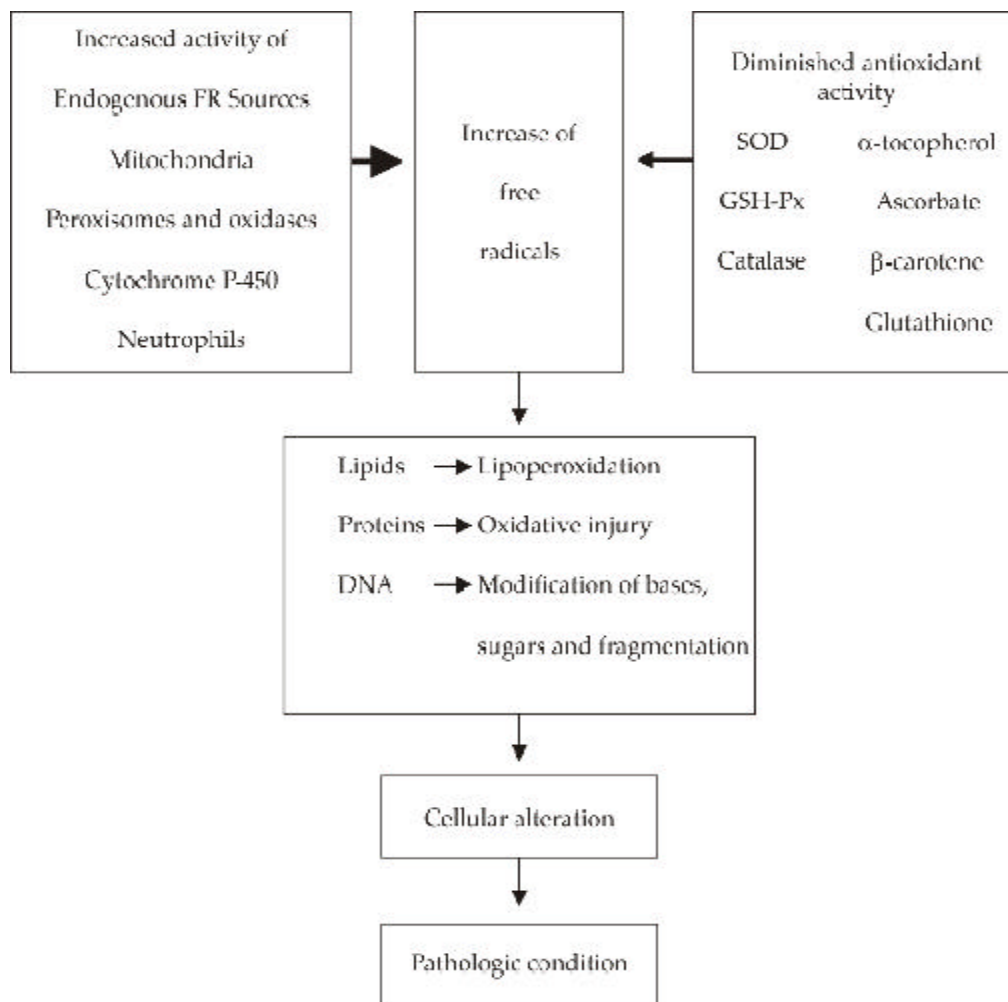 Increased activity of
Endogenous FR Sources
Mitochondria
Peroxisomes and oxidases
Cytochrome P-450
Neutrophils
Increase of
free
radicals
Diminished antioxidant
activity
SOD α-tocopherol
GSH-Px Ascorbate
Catalase β-carotene
Glutathione
Lipids → Lipoperoxidation
Proteins → Oxidative injury
DNA → Modification of bases,
sugars and fragmentation
Cellular alteration
Pathologic condition